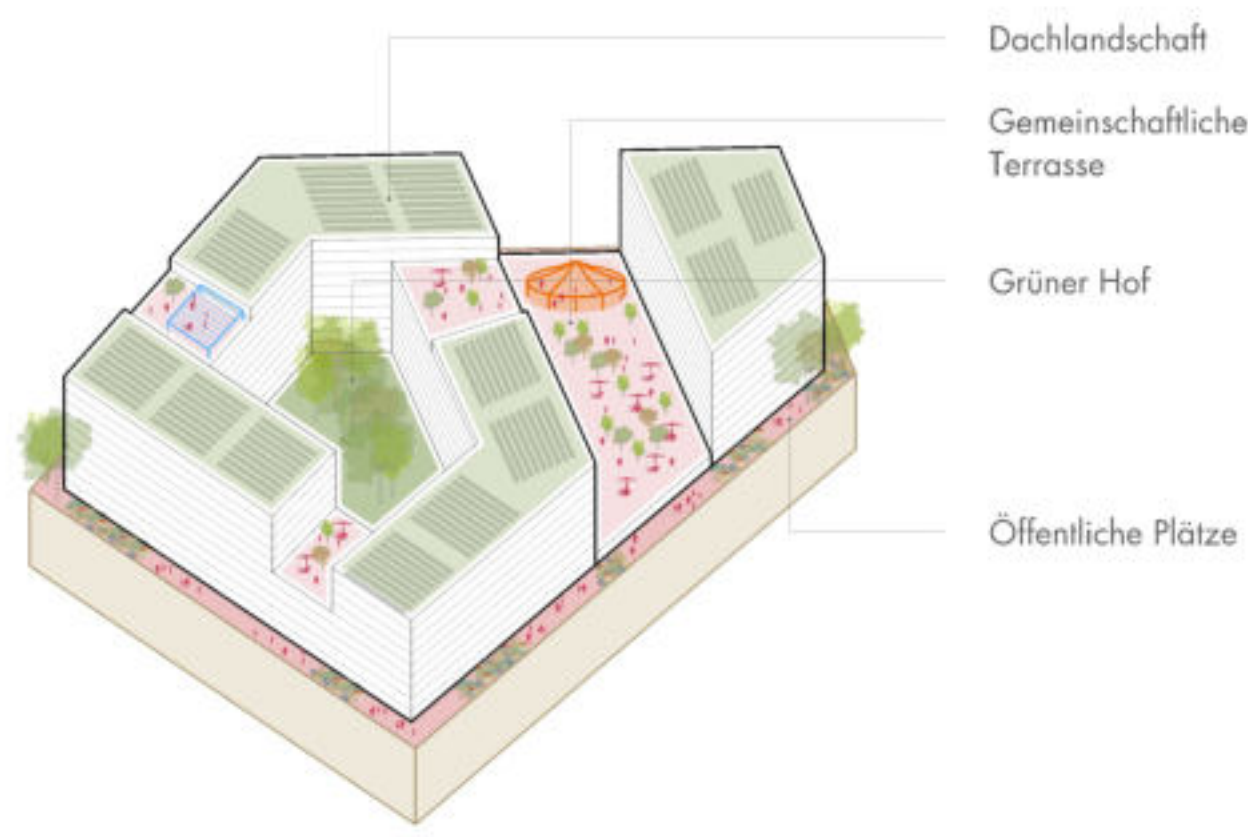 Dachlandschaft
Gemeinschaftliche
Terrasse
Grüner Hof
Öffentliche Plätze